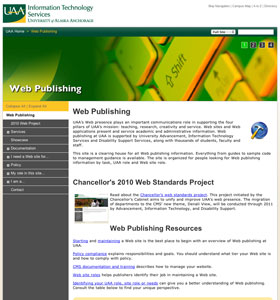 UAA
Information Technology
Services
UNIVERSITY of ALASKA ANCHORAGE
UAA Home > Web Publishing
1 2 3 4
Shift
Web Publishing
Collapse All | Expand All
Web Publishing
2010 Web Project
Services
Showcase
Documentation
I need a Web site for...
Policy
My role in this site...
I am a...
Contact
Web Publishing
UAA's Web presence plays an important communications role in supporting the four
pillars of UAA's mission: teaching, research, creativity and service. Web sites and Web
applications present and service academic and administrative information. Web
publishing at UAA is supported by University Advancement, Information Technology
Services and Disability Support Services, along with thousands of students, faculty and
staff.
This site is a clearing house for all Web publishing information. Everything from guides to sample code
to management guidance is available. The site is organized for people looking for Web publishing
information by task, UAA role and Web site role.
Chancellor's 2010 Web Standards Project
Read about the Chancellor's web standards project. This project initiated by the
Chancellor's Cabinet aims to unify and improve UAA's web presence. The migration
of departments to the CMS' new theme, Denali View, will be conducted through 2011 by
Advancement, Information Technology, and Disability Support.
Web Publishing Resources
Starting and maintaining a Web site is the best place to begin with an overview of Web publishing at
UAA.
Policy compliance explains responsibilities and goals. You should understand what tier your Web site is
and how to comply with policy.
CMS documentation and training describes how to manage your website.
Web site roles helps publishers identify their job in maintaining a Web site.
Identifying your UAA role, site role or needs can give you a better understanding of Web publishing.
Consult the table below to find your unique perspective.